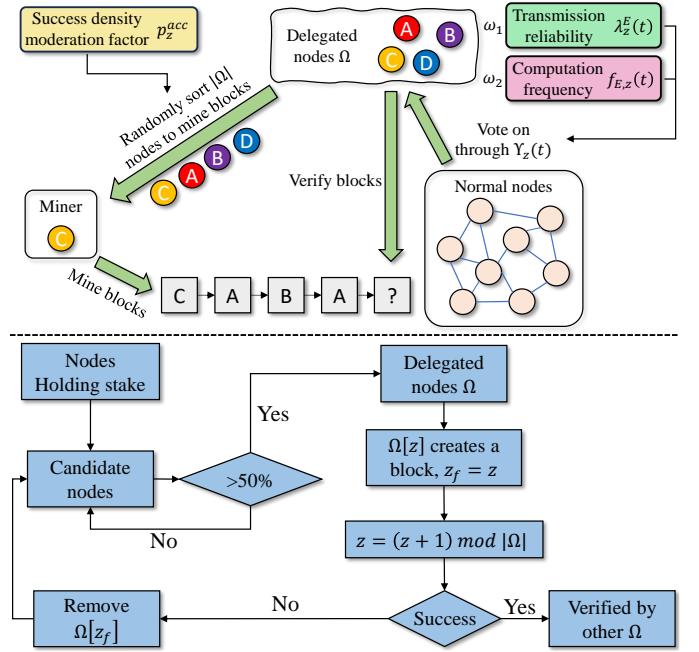 Success density
moderation factor $p_z^{acc}$
Delegated
nodes Ω
A
B
C
D
ω₁
Transmission
reliability $\lambda_z^E(t)$
ω₂
Computation
frequency $f_{E,z}(t)$
Randomly sort |Ω|
nodes to mine blocks
C
A
B
D
Vote on
through $\Upsilon_z(t)$
Verify blocks
Normal nodes
Miner
C
Mine blocks
C
A
B
A
?
Nodes
Holding stake
Candidate
nodes
>50%
Yes
No
Delegated
nodes Ω
Ω[z] creates a
block, $z_f = z$
$z = (z + 1)\ mod\ |Ω|$
Success
No
Yes
Remove
$Ω[z_f]$
Verified by
other Ω